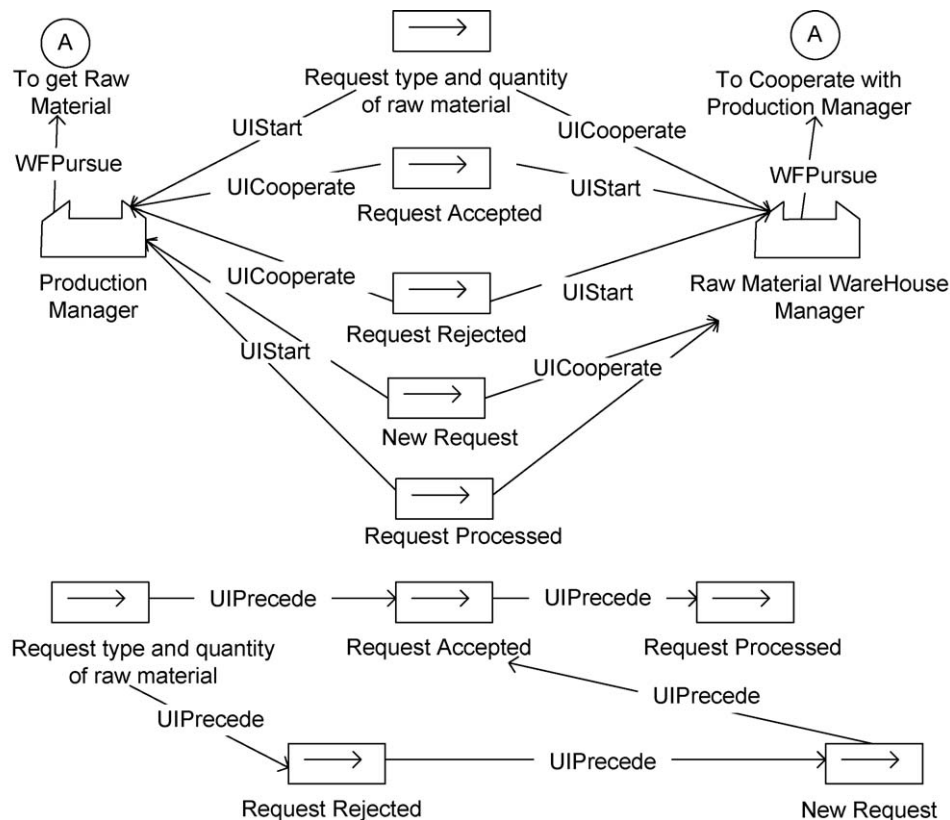 A
A
To get Raw
Material
Request type and quantity
of raw material
To Cooperate with
Production Manager
UIStart
UICooperate
WFPursue
WFPursue
UICooperate
UIStart
Request Accepted
Production
Manager
UICooperate
UIStart
Raw Material WareHouse
Manager
Request Rejected
UIStart
UICooperate
New Request
Request Processed
UIPrecede
UIPrecede
Request type and quantity
of raw material
Request Accepted
Request Processed
UIPrecede
UIPrecede
UIPrecede
Request Rejected
New Request